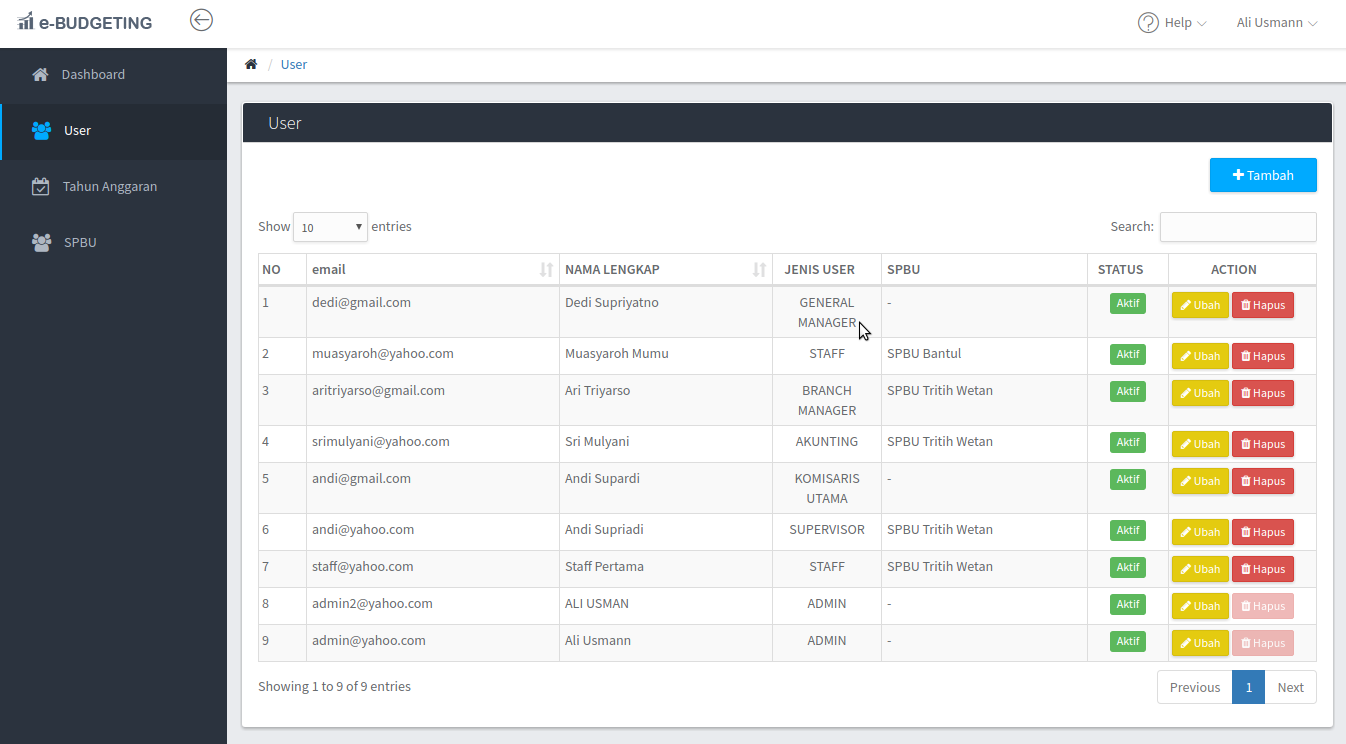 e-BUDGETING
Help
Ali Usmann
Dashboard
User
Tahun Anggaran
SPBU
/ User
User
Tambah
Show 10 entries
Search:
NO email NAMA LENGKAP JENIS USER SPBU STATUS ACTION
1 dedi@gmail.com Dedi Supriyatno GENERAL MANAGER - Aktif Ubah Hapus
2 muasyaroh@yahoo.com Muasyaroh Mumu STAFF SPBU Bantul Aktif Ubah Hapus
3 aritriyarso@gmail.com Ari Triyarso BRANCH MANAGER SPBU Tritih Wetan Aktif Ubah Hapus
4 srimulyani@yahoo.com Sri Mulyani AKUNTING SPBU Tritih Wetan Aktif Ubah Hapus
5 andi@gmail.com Andi Supardi KOMISARIS UTAMA - Aktif Ubah Hapus
6 andi@yahoo.com Andi Supriadi SUPERVISOR SPBU Tritih Wetan Aktif Ubah Hapus
7 staff@yahoo.com Staff Pertama STAFF SPBU Tritih Wetan Aktif Ubah Hapus
8 admin2@yahoo.com ALI USMAN ADMIN - Aktif Ubah Hapus
9 admin@yahoo.com Ali Usmann ADMIN - Aktif Ubah Hapus
Showing 1 to 9 of 9 entries
Previous 1 Next